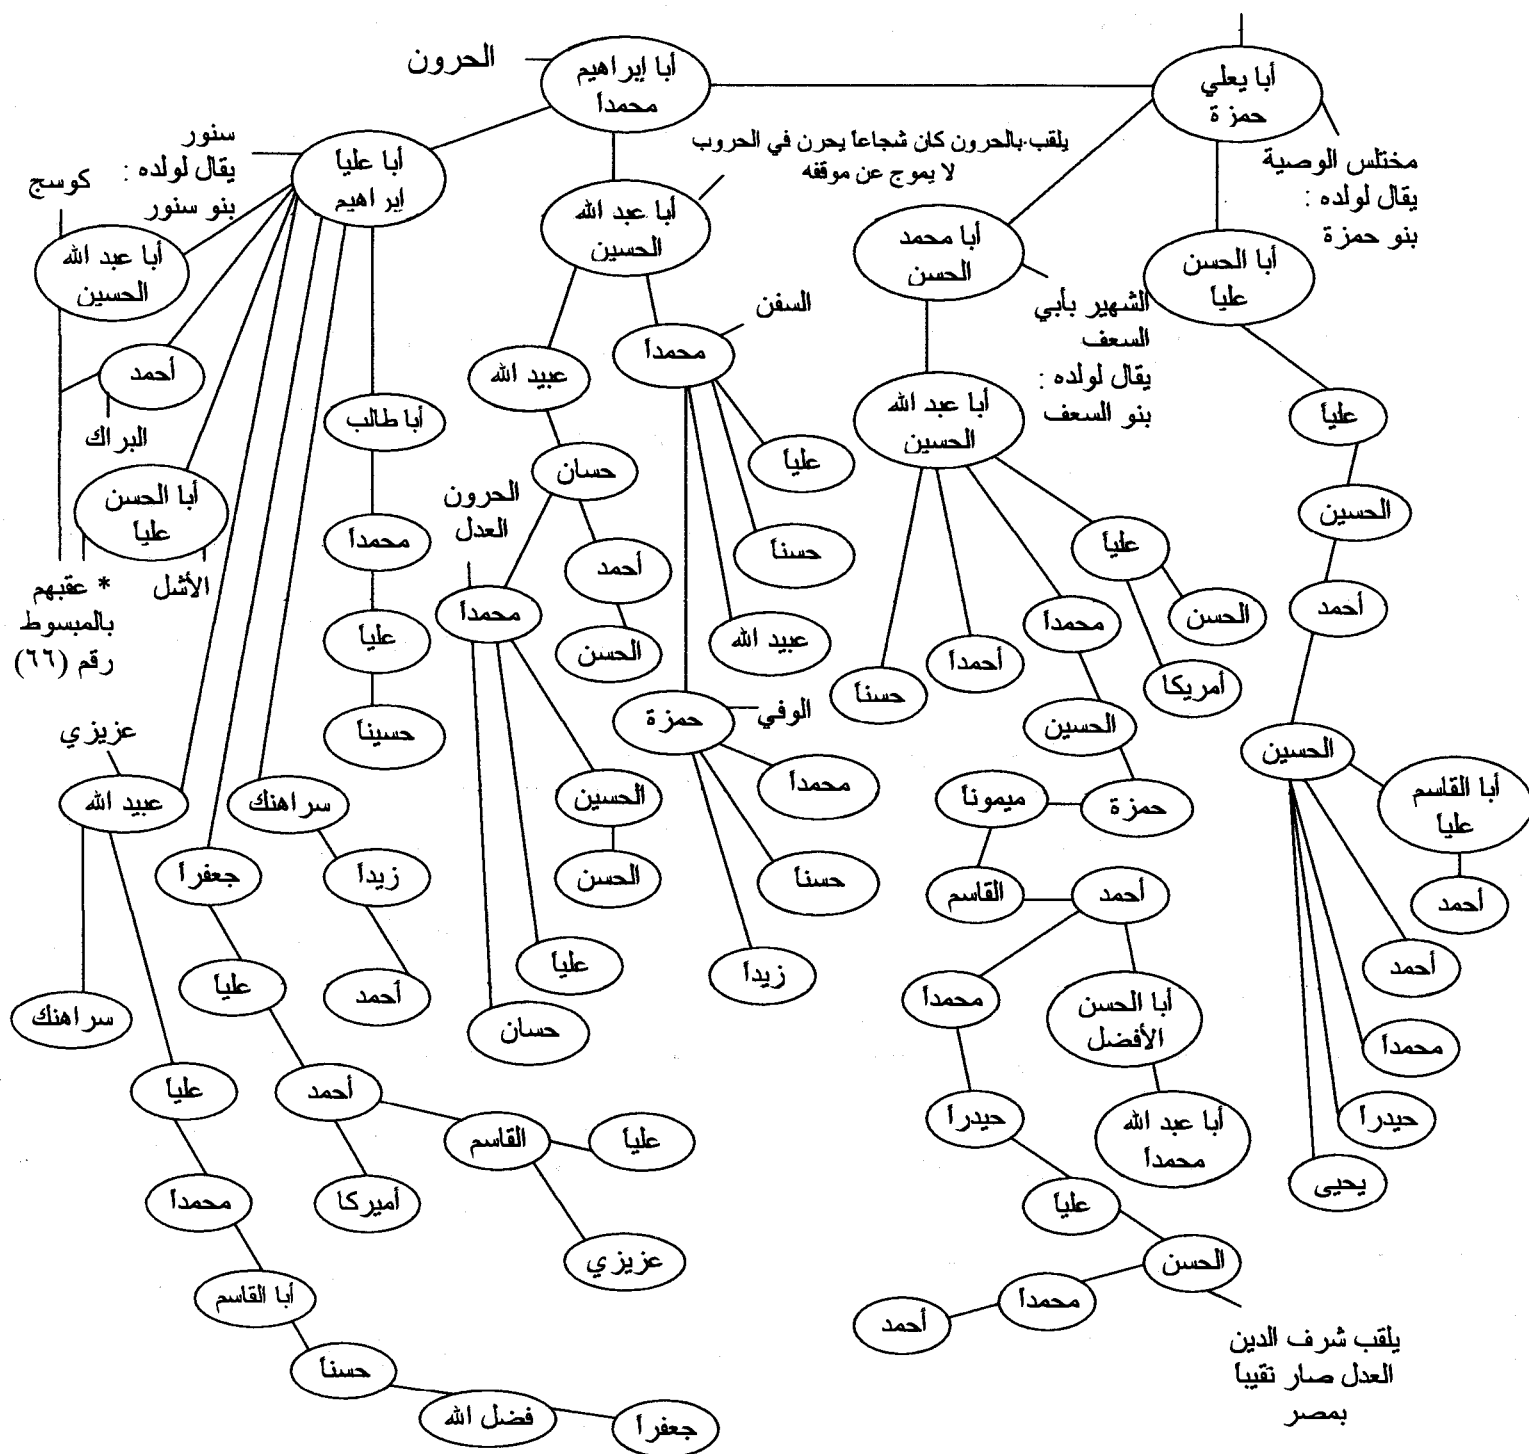 الحرون
أبا إبراهيم
محمداً
أبا يعلي
حمزة
مختلس الوصية
يقال لولده :
بنو حمزة
يلقب بالحرون كان شجاعاً يحرن في الحروب
لا يموج عن موقفه
سنور
يقال لولده :
بنو سنور
أبا علياً
إبراهيم
كوسج
أبا عبد الله
الحسين
أبا عبد الله
الحسين
أبا محمد
الحسن
الشهير بأبي
السعف
يقال لولده :
بنو السعف
أبا الحسن
علياً
السفن
محمداً
أحمد
البراك
عبيد الله
أبا طالب
أبا عبد الله
الحسين
علياً
حسان
علياً
أبا الحسن
علياً
الأشل
* عقبهم
بالمبسوط
رقم (٦٦)
الحرون
العدل
محمداً
حسناً
علياً
الحسين
أحمد
محمداً
علياً
الحسن
عبيد الله
محمداً
الحسن
أحمد
حسناً
أحمداً
أمريكا
حسيناً
حمزة
الوفي
الحسين
الحسين
عزيزي
عبيد الله
سراهنك
الحسين
محمداً
ميموناً
حمزة
أبا القاسم
علياً
جعفراً
زيداً
الحسن
حسناً
القاسم
أحمد
أحمد
علياً
أحمد
علياً
زيداً
محمداً
أبا الحسن
الأفضل
أحمد
سراهنك
حسان
محمداً
علياً
أحمد
القاسم
علياً
حيدراً
أبا عبد الله
محمداً
حيدراً
يحيى
محمداً
أميركا
علياً
عزيزي
الحسن
أبا القاسم
محمداً
أحمد
يلقب شرف الدين
العدل صار نقيباً
بمصر
حسناً
فضل الله
جعفراً